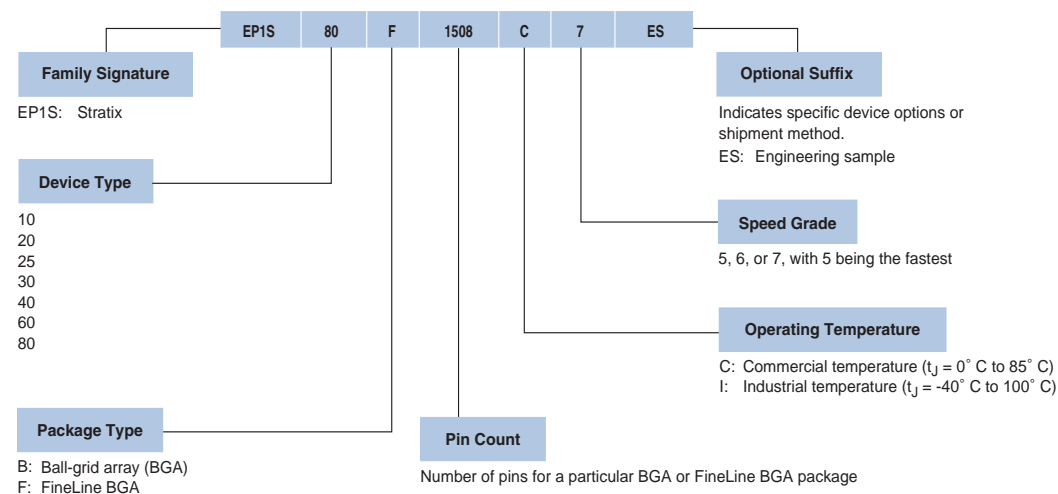 EP1S 80 F 1508 C 7 ES
Family Signature
EP1S: Stratix
Device Type
10
20
25
30
40
60
80
Package Type
B: Ball-grid array (BGA)
F: FineLine BGA
Pin Count
Number of pins for a particular BGA or FineLine BGA package
Optional Suffix
Indicates specific device options or
shipment method.
ES: Engineering sample
Speed Grade
5, 6, or 7, with 5 being the fastest
Operating Temperature
C: Commercial temperature (tJ = 0˚ C to 85˚ C)
I: Industrial temperature (tJ = -40˚ C to 100˚ C)